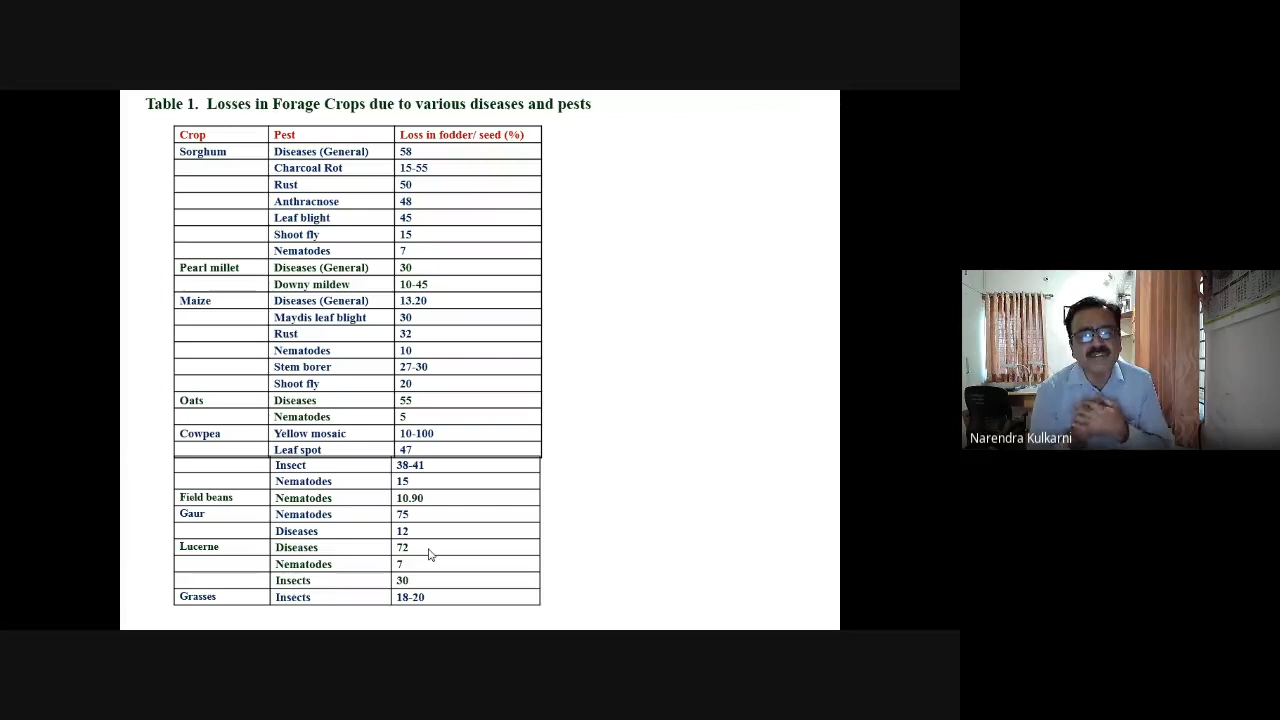 Table 1. Losses in Forage Crops due to various diseases and pests
Crop Pest Loss in fodder/ seed (%)
Sorghum Diseases (General) 58
Charcoal Rot 15-55
Rust 50
Anthracnose 48
Leaf blight 45
Shoot fly 15
Nematodes 7
Pearl millet Diseases (General) 30
Downy mildew 10-45
Maize Diseases (General) 13.20
Maydis leaf blight 30
Rust 32
Nematodes 10
Stem borer 27-30
Shoot fly 20
Oats Diseases 55
Nematodes 5
Cowpea Yellow mosaic 10-100
Leaf spot 47
Insect 38-41
Nematodes 15
Field beans Nematodes 10.90
Gaur Nematodes 75
Diseases 12
Lucerne Diseases 72
Nematodes 7
Insects 30
Grasses Insects 18-20
Narendra Kulkarni